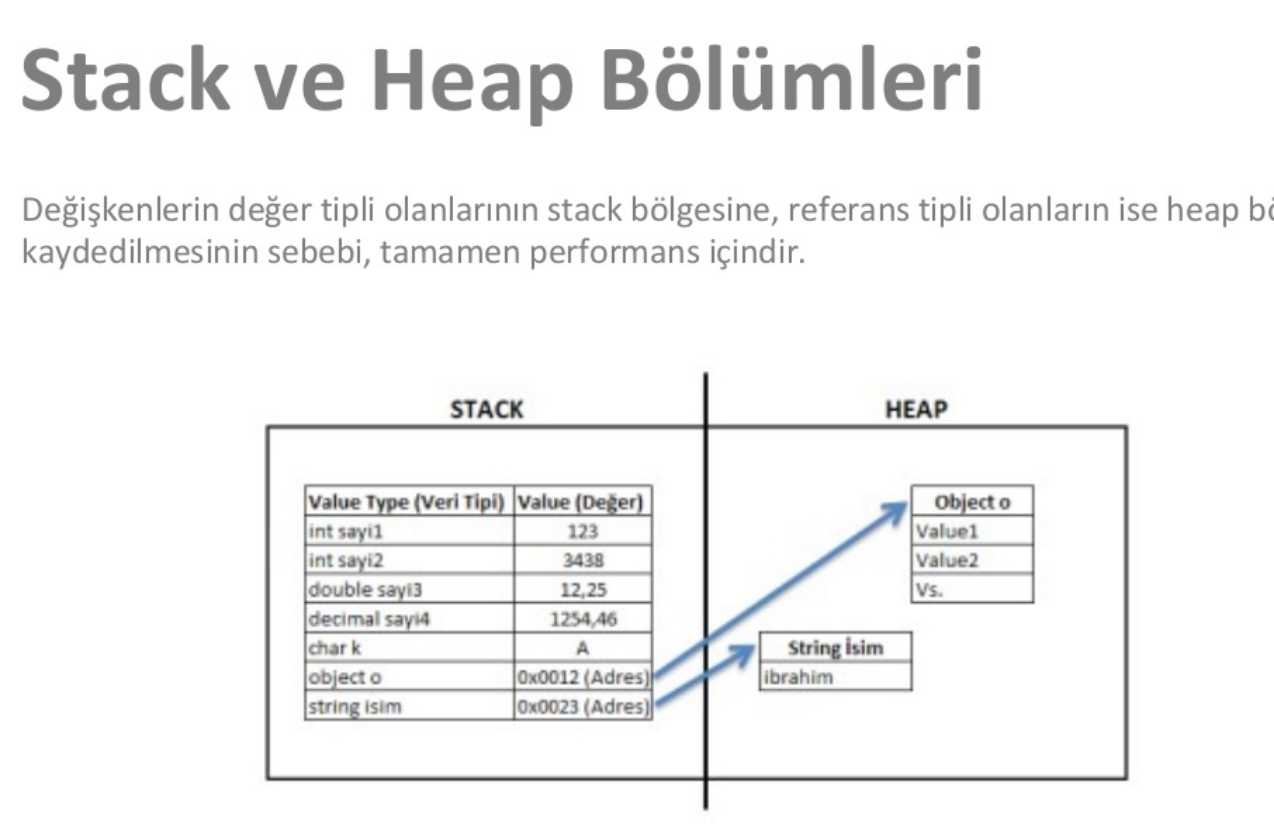 Stack ve Heap Bölümleri
Değişkenlerin değer tipli olanlarının stack bölgesine, referans tipli olanların ise heap
kaydedilmesinin sebebi, tamamen performans içindir.
STACK HEAP
Value Type (Veri Tipi) Value (Değer)
int sayi1 123
int sayi2 3438
double sayi3 12,25
decimal sayi4 1254,46
char k A
object o 0x0012 (Adres)
string isim 0x0023 (Adres)
Object o
Value1
Value2
Vs.
String İsim
ibrahim